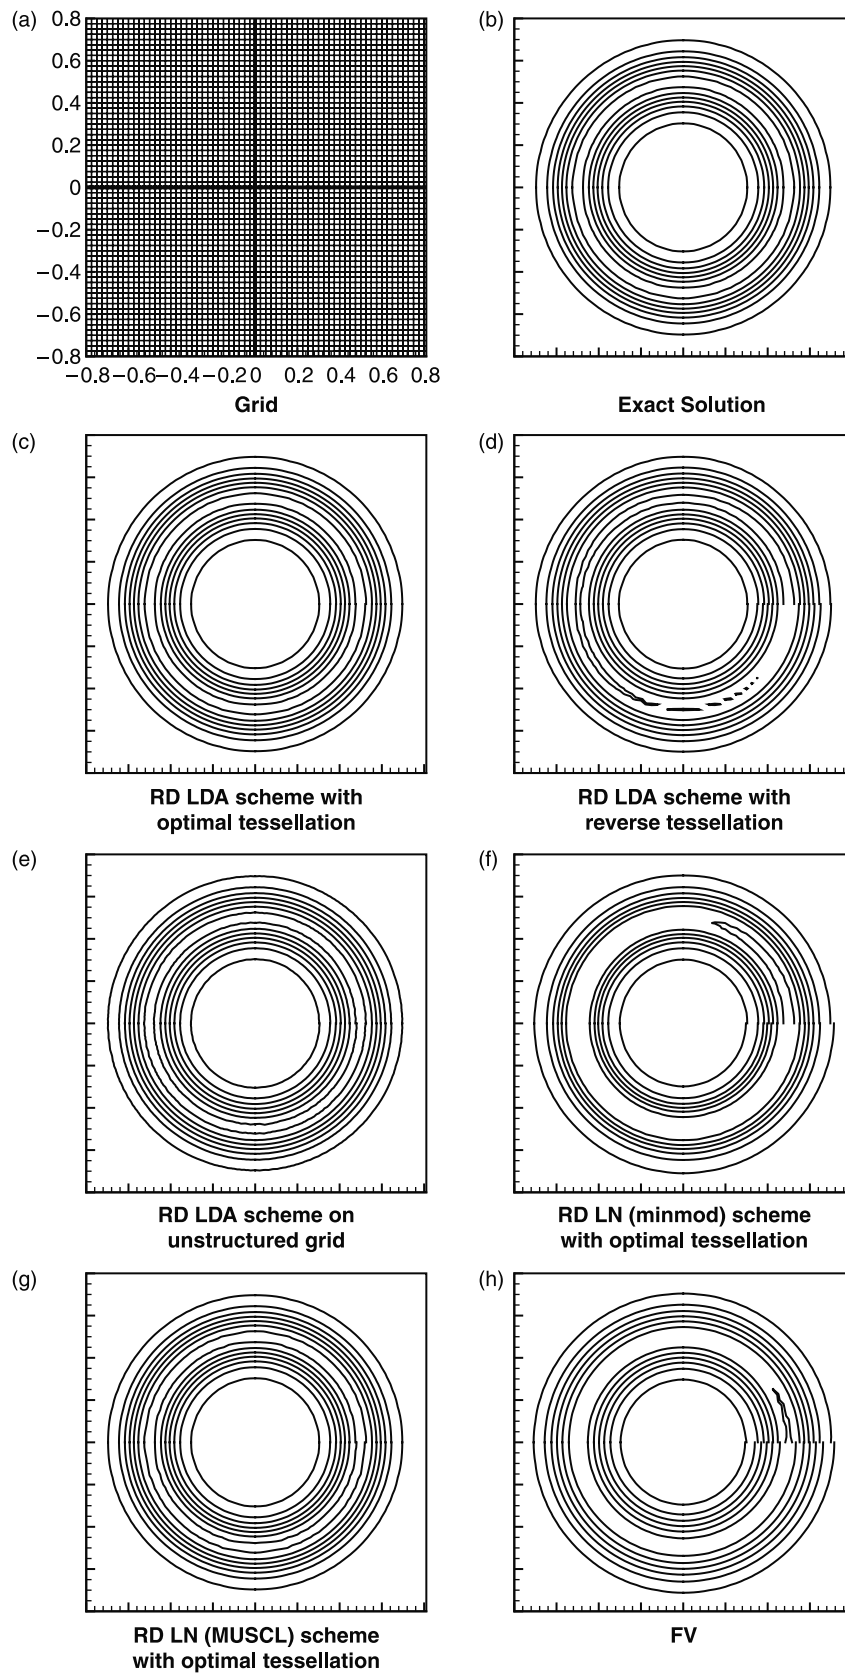 (a)
0.8
0.6
0.4
0.2
0
−0.2
−0.4
−0.6
−0.8
−0.8 −0.6 −0.4 −0.2 0 0.2 0.4 0.6 0.8
Grid
(b)
Exact Solution
(c)
RD LDA scheme with
optimal tessellation
(d)
RD LDA scheme with
reverse tessellation
(e)
RD LDA scheme on
unstructured grid
(f)
RD LN (minmod) scheme
with optimal tessellation
(g)
RD LN (MUSCL) scheme
with optimal tessellation
(h)
FV